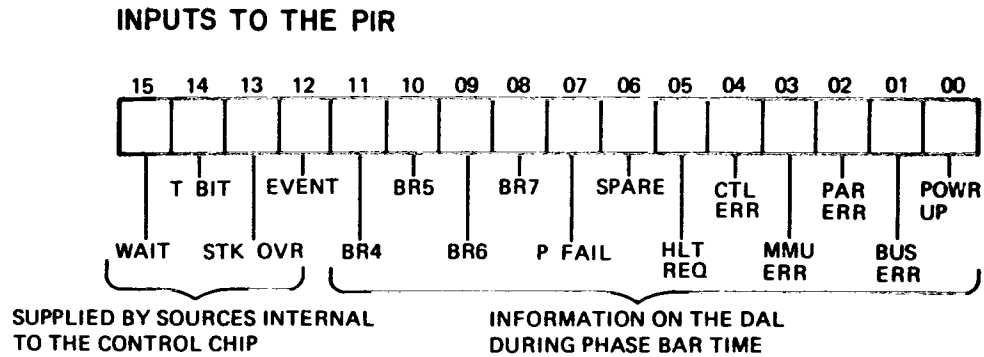 INPUTS TO THE PIR
15 14 13 12 11 10 09 08 07 06 05 04 03 02 01 00
T BIT EVENT BR5 BR7 SPARE CTL ERR PAR ERR POWR UP
WAIT STK OVR BR4 BR6 P FAIL HLT REQ MMU ERR BUS ERR
SUPPLIED BY SOURCES INTERNAL
TO THE CONTROL CHIP
INFORMATION ON THE DAL
DURING PHASE BAR TIME